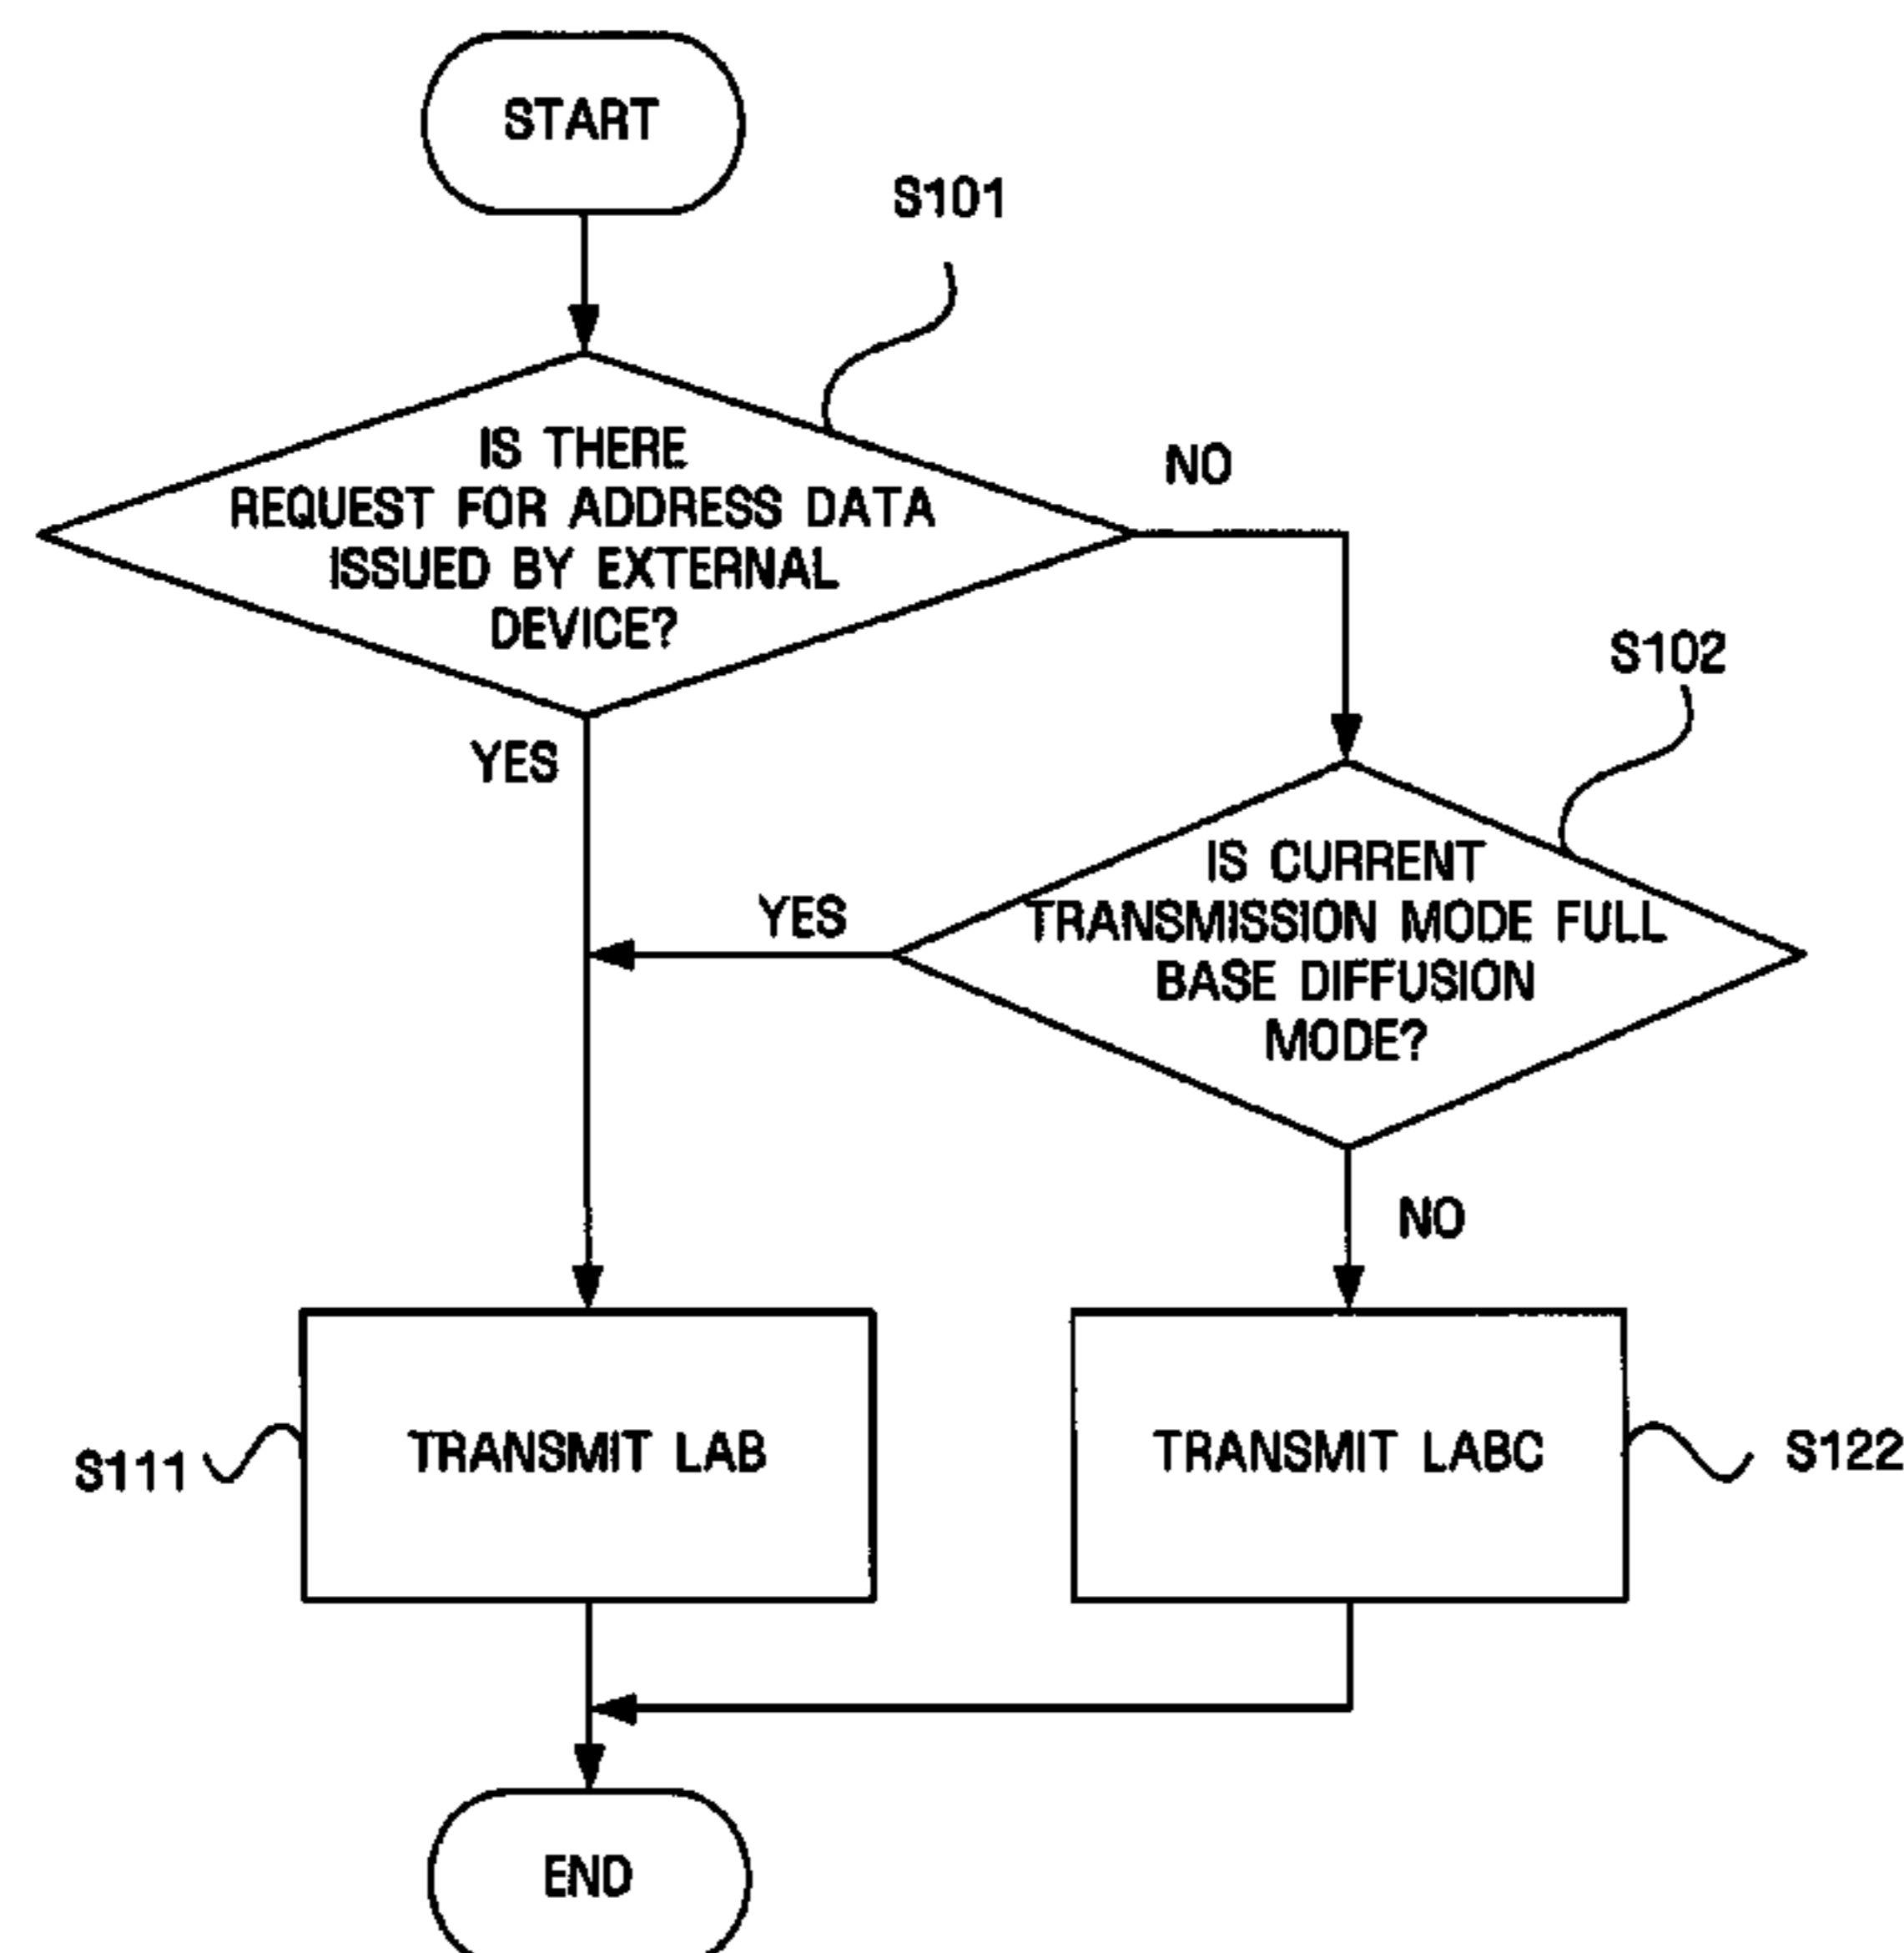 START
S101
IS THERE
REQUEST FOR ADDRESS DATA
ISSUED BY EXTERNAL
DEVICE?
NO
YES
S102
IS CURRENT
TRANSMISSION MODE FULL
BASE DIFFUSION
MODE?
YES
NO
S111
TRANSMIT LAB
TRANSMIT LABC
S122
END